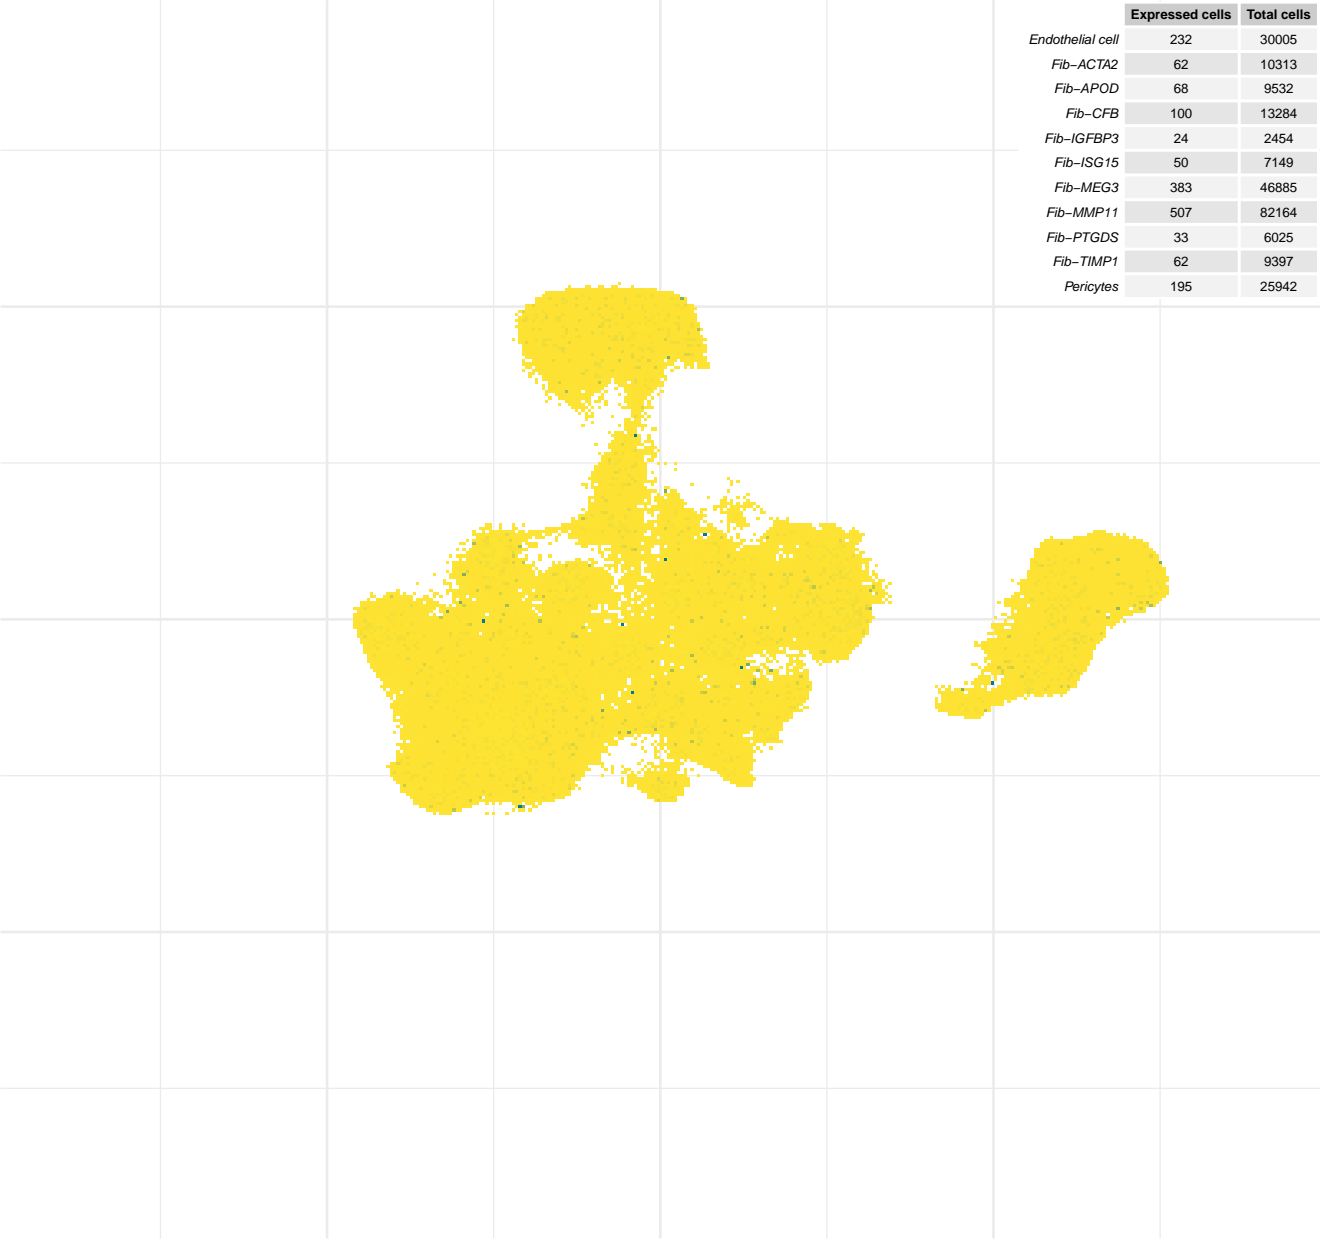 Expressed cells Total cells
Endothelial cell 232 30005
Fib−ACTA2 62 10313
Fib−APOD 68 9532
Fib−CFB 100 13284
Fib−IGFBP3 24 2454
Fib−ISG15 50 7149
Fib−MEG3 383 46885
Fib−MMP11 507 82164
Fib−PTGDS 33 6025
Fib−TIMP1 62 9397
Pericytes 195 25942